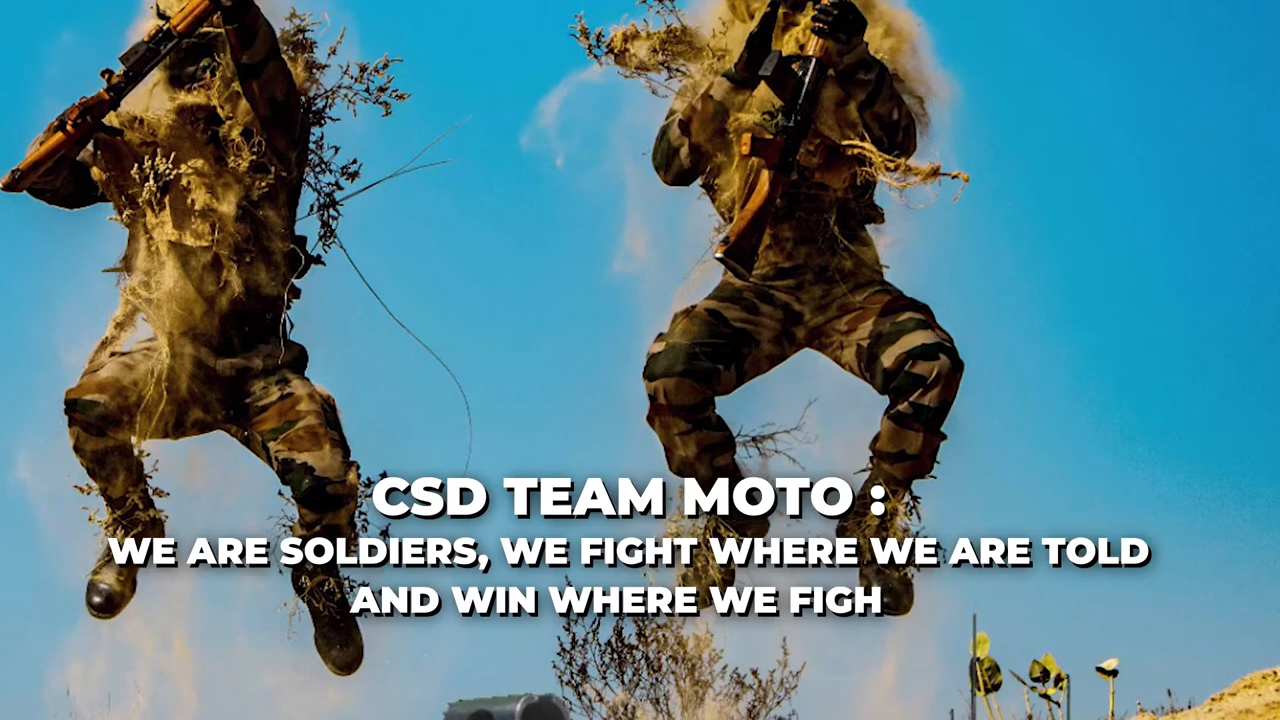 CSD TEAM MOTO :
WE ARE SOLDIERS, WE FIGHT WHERE WE ARE TOLD
AND WIN WHERE WE FIGH